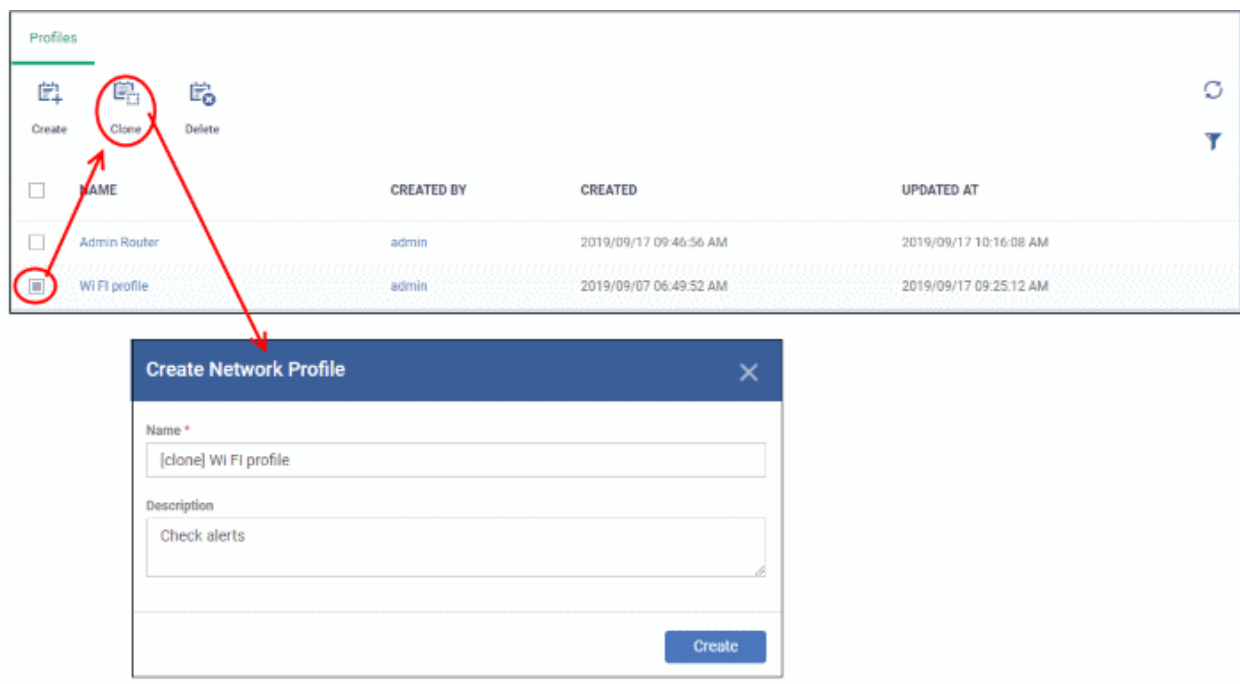 Profiles
Create Clone Delete
NAME CREATED BY CREATED UPDATED AT
Admin Router admin 2019/09/17 09:46:56 AM 2019/09/17 10:16:08 AM
Wi FI profile admin 2019/09/07 06:49:52 AM 2019/09/17 09:25:12 AM
Create Network Profile
Name *
[clone] Wi FI profile
Description
Check alerts
Create